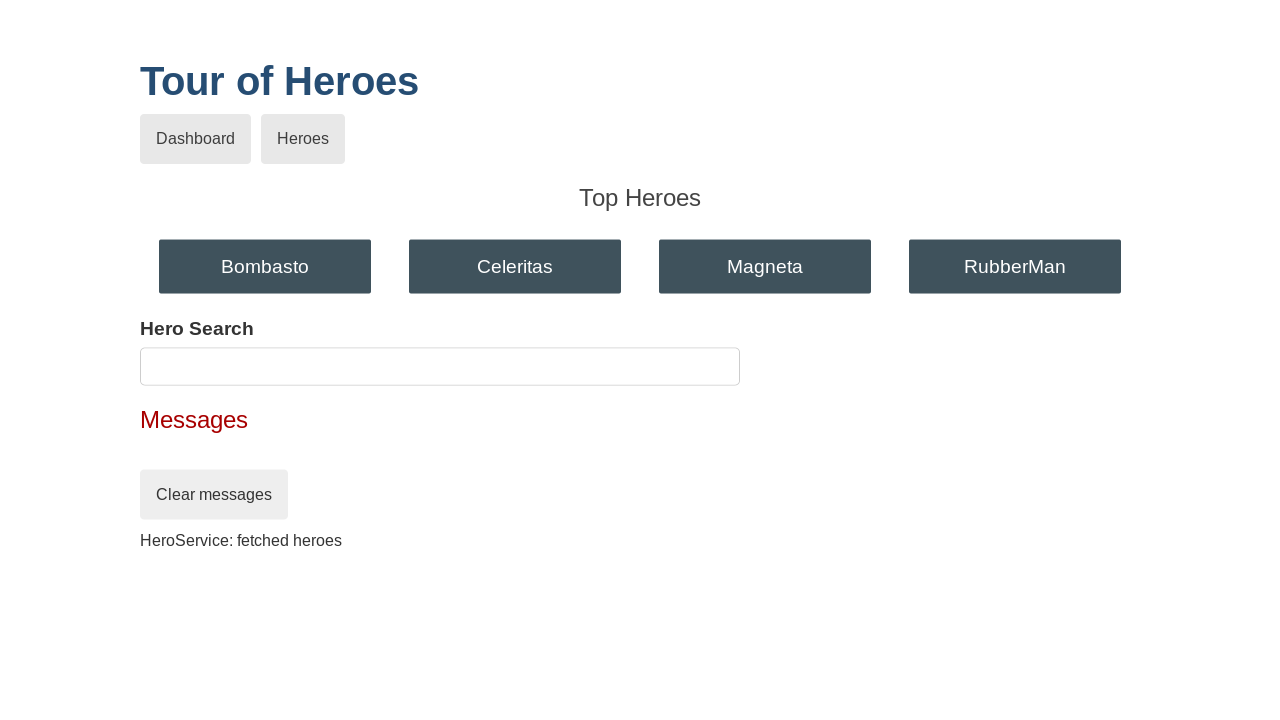 Tour of Heroes
Dashboard Heroes
Top Heroes
Bombasto Celeritas Magneta RubberMan
Hero Search
Messages
Clear messages
HeroService: fetched heroes